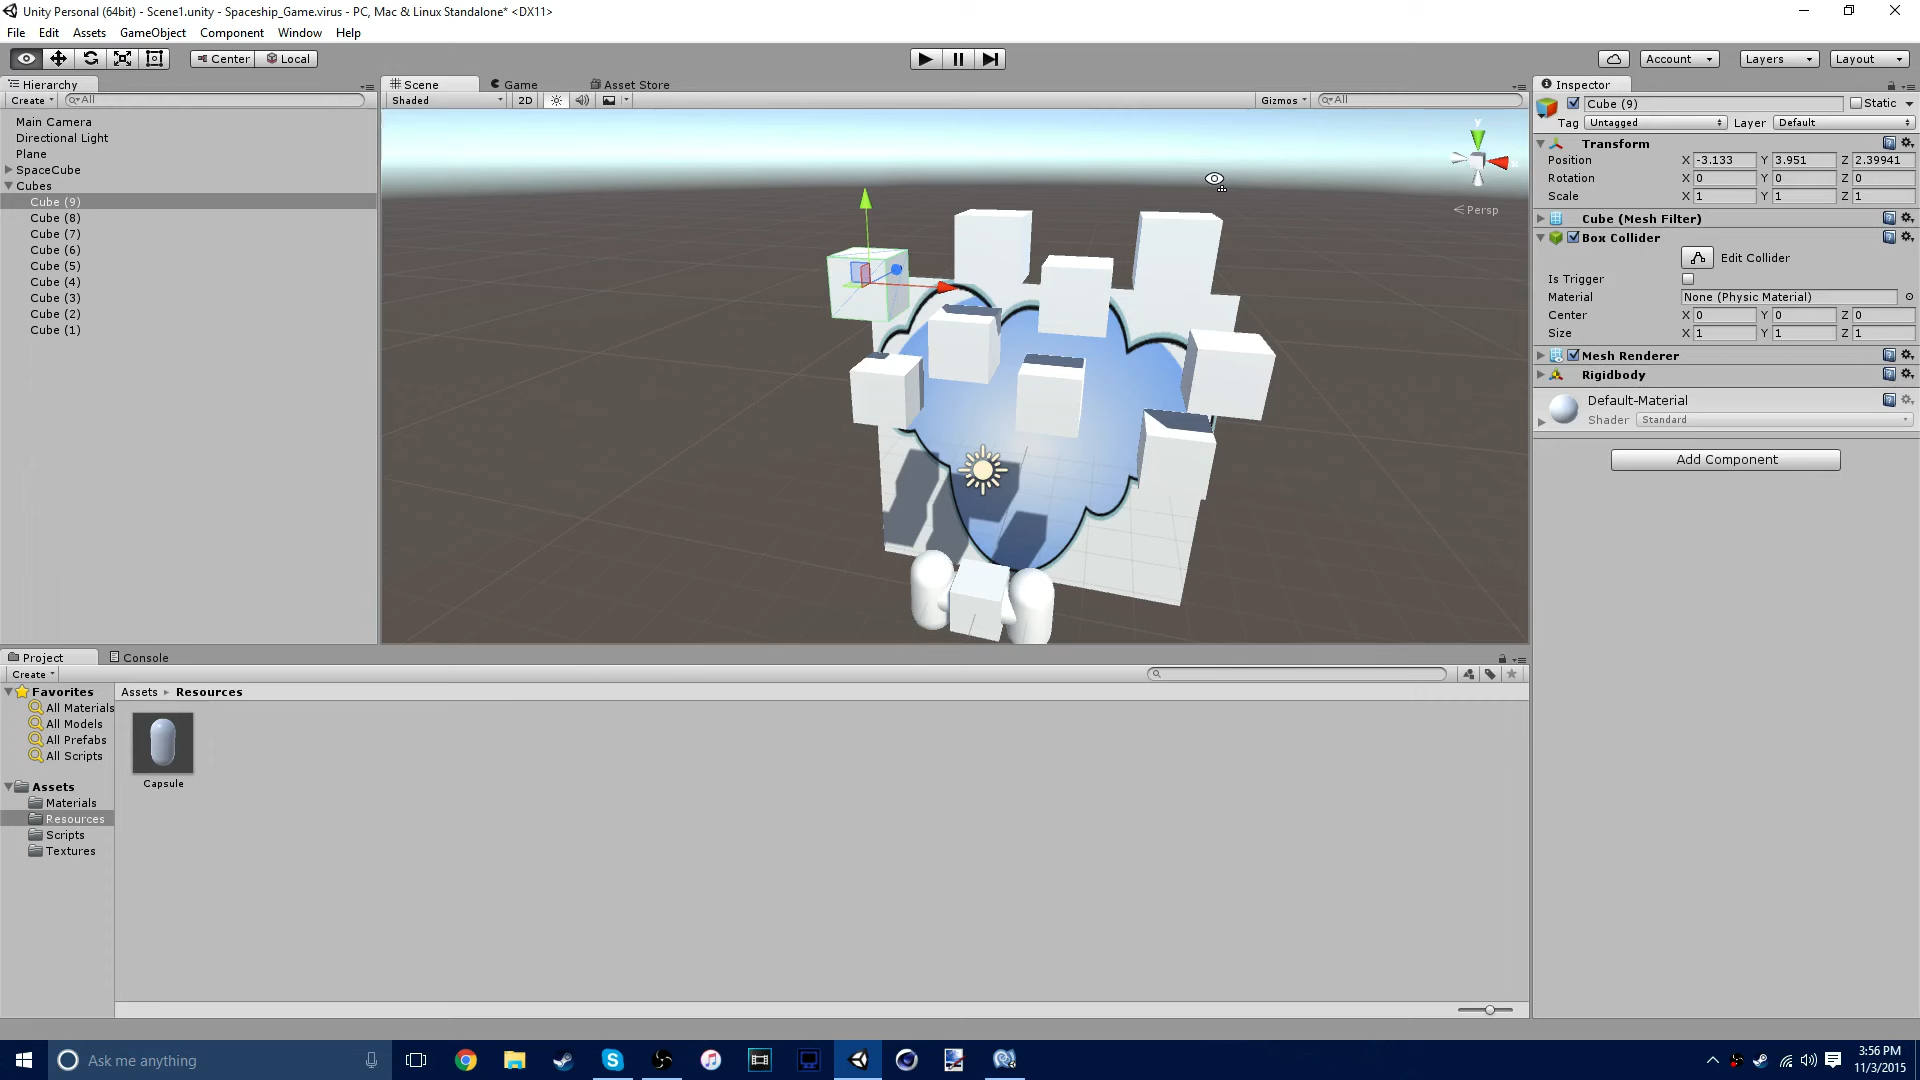 Unity Personal (64bit) - Scene1.unity - Spaceship_Game.virus - PC, Mac & Linux Standalone* <DX11>
File Edit Assets GameObject Component Window Help
Center Local Account Layers Layout
Hierarchy
Create All
Main Camera
Directional Light
Plane
SpaceCube
Cubes
Cube (9)
Cube (8)
Cube (7)
Cube (6)
Cube (5)
Cube (4)
Cube (3)
Cube (2)
Cube (1)
Scene Game Asset Store
Shaded 2D Gizmos All
y
x
Persp
Inspector
Cube (9) Static
Tag Untagged Layer Default
Transform
Position X -3.133 Y 3.951 Z 2.39941
Rotation X 0 Y 0 Z 0
Scale X 1 Y 1 Z 1
Cube (Mesh Filter)
Box Collider
Edit Collider
Is Trigger
Material None (Physic Material)
Center X 0 Y 0 Z 0
Size X 1 Y 1 Z 1
Mesh Renderer
Rigidbody
Default-Material
Shader Standard
Add Component
Project Console
Create
Favorites
All Materials
All Models
All Prefabs
All Scripts
Assets
Materials
Resources
Scripts
Textures
Assets Resources
Capsule
Ask me anything
3:56 PM
11/3/2015